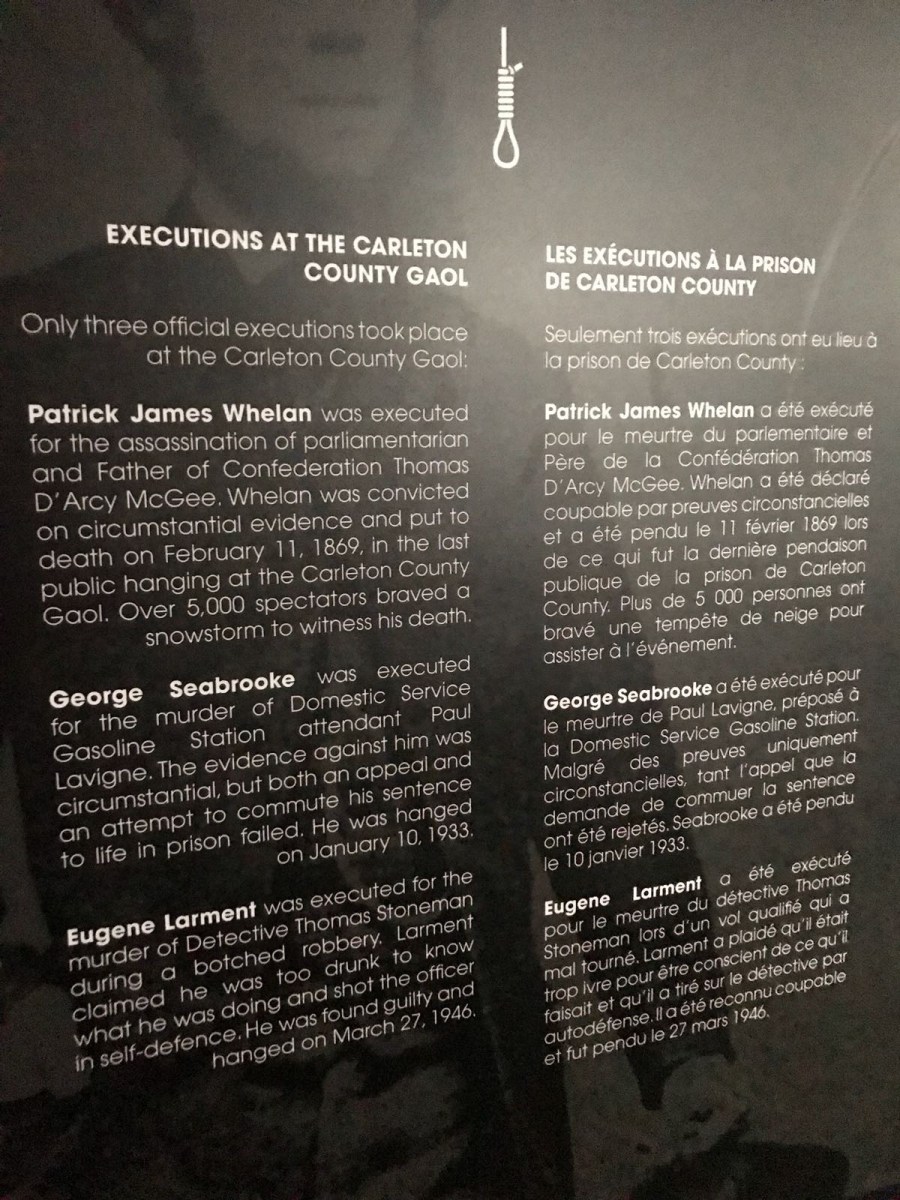 EXECUTIONS AT THE CARLETON
COUNTY GAOL
Only three official executions took place
at the Carleton County Gaol:
Patrick James Whelan was executed
for the assassination of parliamentarian
and Father of Confederation Thomas
D'Arcy McGee. Whelan was convicted
on circumstantial evidence and put to
death on February 11, 1869, in the last
public hanging at the Carleton County
Gaol. Over 5,000 spectators braved a
snowstorm to witness his death.
George Seabrooke was executed
for the murder of Domestic Service
Gasoline Station attendant Paul
Lavigne. The evidence against him was
circumstantial, but both an appeal and
an attempt to commute his sentence
to life in prison failed. He was hanged
on January 10, 1933.
Eugene Larment was executed for the
murder of Detective Thomas Stoneman
during a botched robbery. Larment
claimed he was too drunk to know
what he was doing and shot the officer
in self-defence. He was found guilty and
hanged on March 27, 1946.
LES EXÉCUTIONS À LA PRISON
DE CARLETON COUNTY
Seulement trois exécutions ont eu lieu à
la prison de Carleton County :
Patrick James Whelan a été exécuté
pour le meurtre du parlementaire et
Père de la Confédération Thomas
D'Arcy McGee. Whelan a été déclaré
coupable par preuves circonstancielles
et a été pendu le 11 février 1869 lors
de ce qui fut la dernière pendaison
publique de la prison de Carleton
County. Plus de 5 000 personnes ont
bravé une tempête de neige pour
assister à l'événement.
George Seabrooke a été exécuté pour
le meurtre de Paul Lavigne, préposé à
la Domestic Service Gasoline Station.
Malgré des preuves uniquement
circonstancielles, tant l'appel que la
demande de commuer la sentence
ont été rejetés. Seabrooke a été pendu
le 10 janvier 1933.
Eugene Larment a été exécuté
pour le meurtre du détective Thomas
Stoneman lors d'un vol qualifié qui a
mal tourné. Larment a plaidé qu'il était
trop ivre pour être conscient de ce qu'il
faisait et qu'il a tiré sur le détective par
autodéfense. Il a été reconnu coupable
et fut pendu le 27 mars 1946.